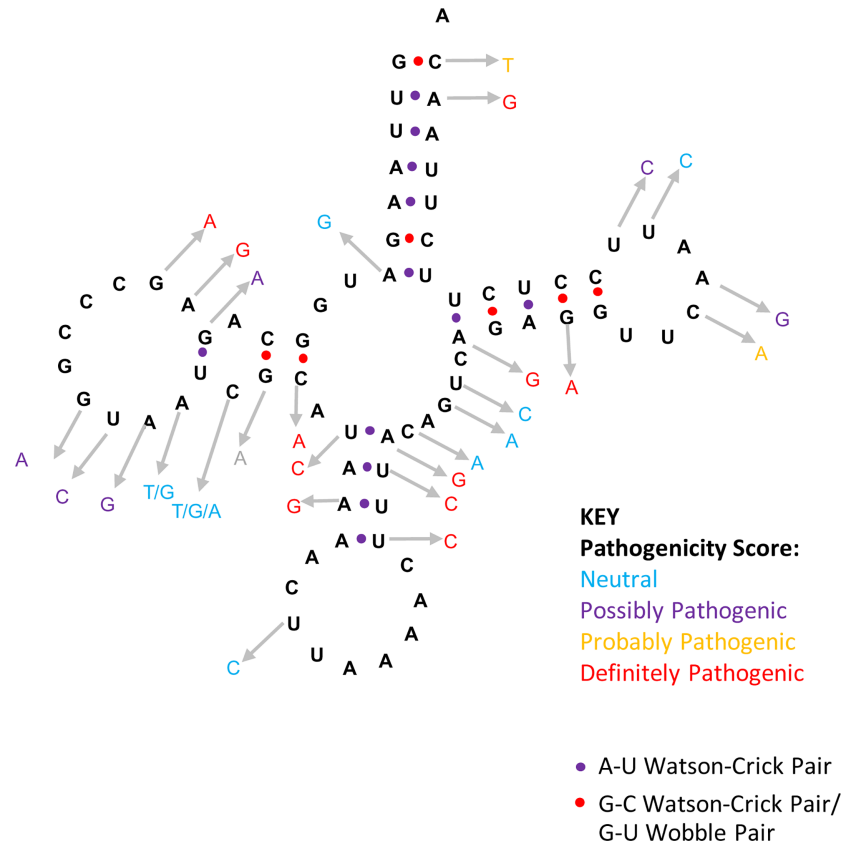 A
G C T
U A G
U A
A U C C
A U
A G G C U U
G A U A
A G U A U C U C C A
C C G A G U C G
C A G A C G C G A G G U U
G U G C C G A
G A C U G A
U A A U A C A G C A
A C A U A C A
A C G T/G T/G/A G A U G C
A U C
A C
C A
U A
C U A A
KEY
Pathogenicity Score:
Neutral
Possibly Pathogenic
Probably Pathogenic
Definitely Pathogenic
A-U Watson-Crick Pair
G-C Watson-Crick Pair/
G-U Wobble Pair